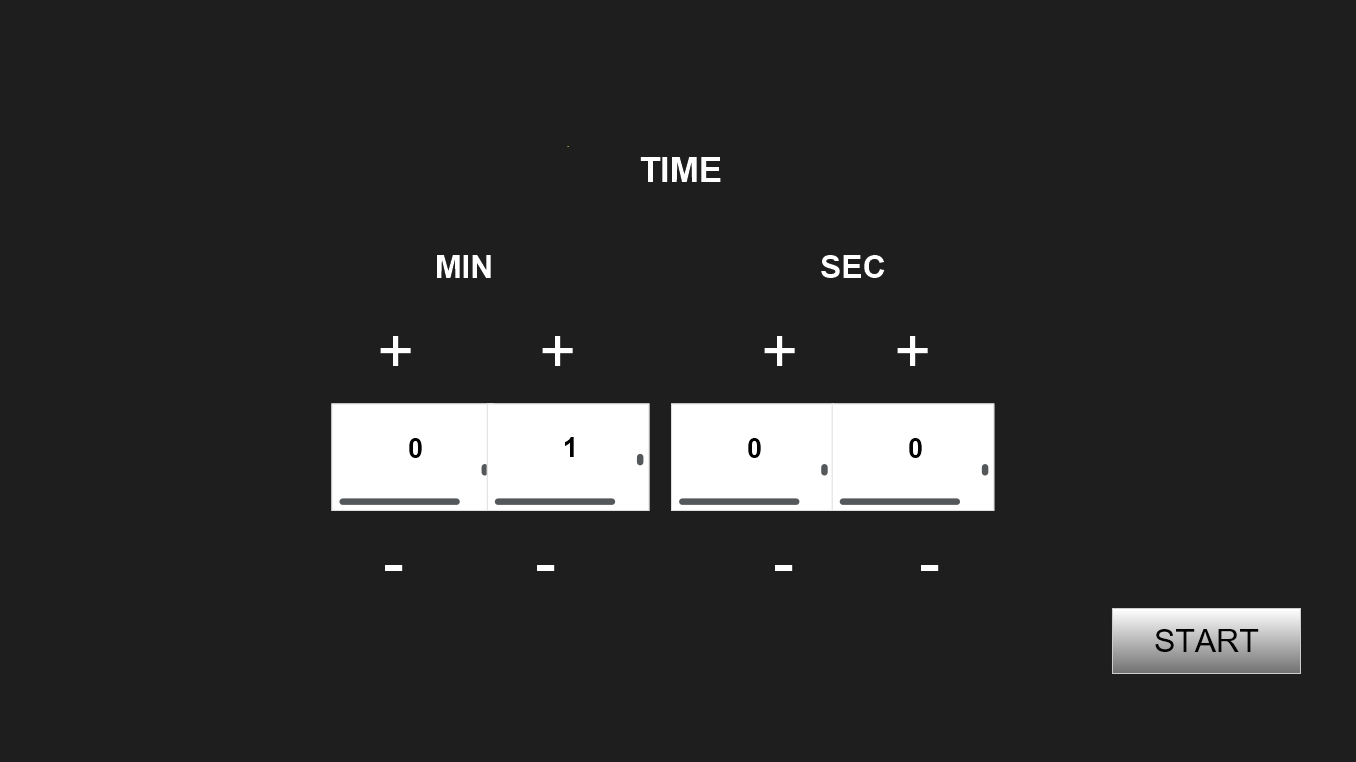 TIME
MIN SEC
+ + + +
0 1 0 0
- - - -
START